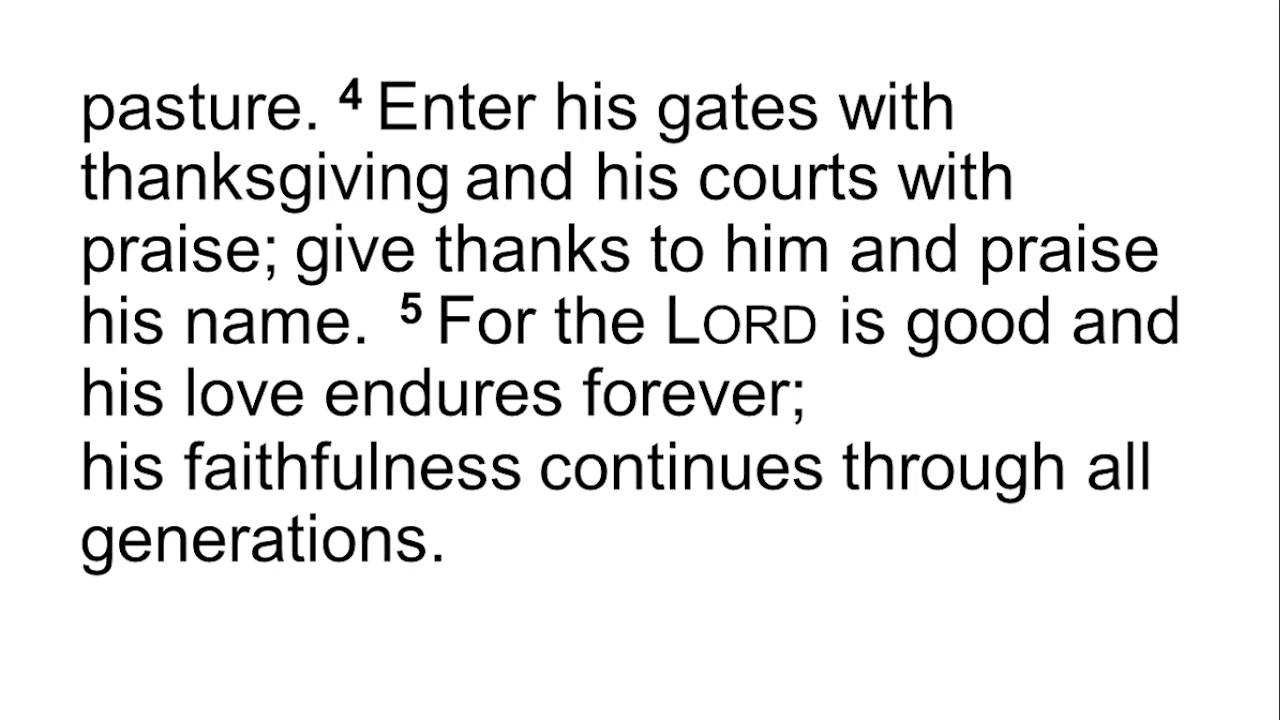 pasture. 4 Enter his gates with
thanksgiving and his courts with
praise; give thanks to him and praise
his name. 5 For the LORD is good and
his love endures forever;
his faithfulness continues through all
generations.